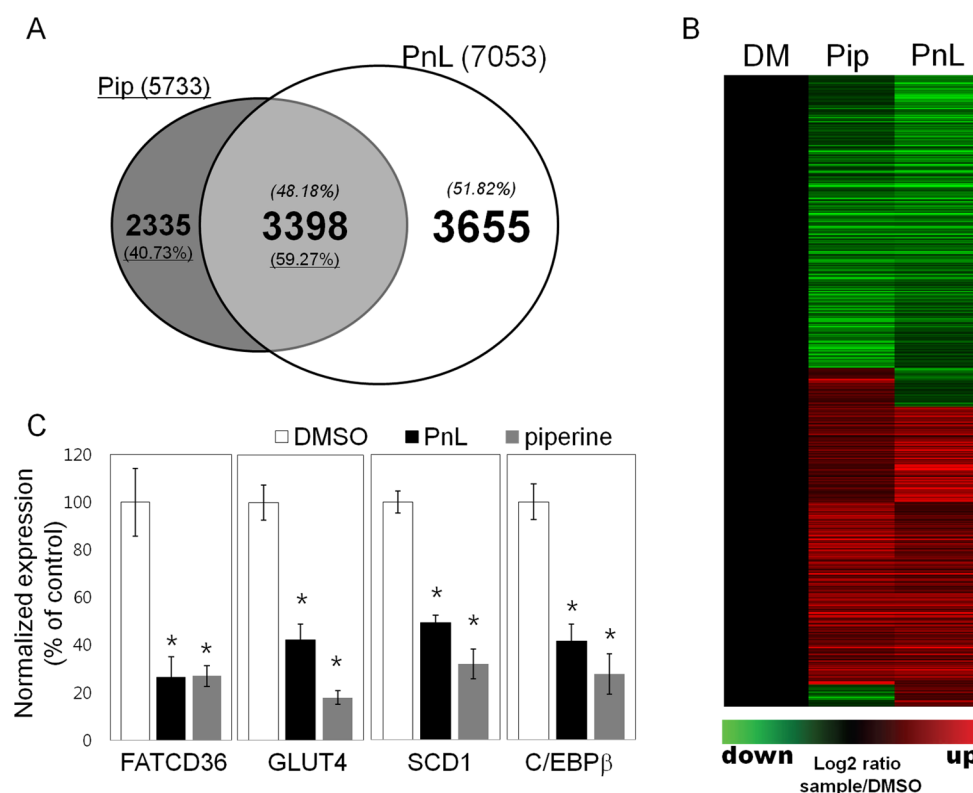 A
PnL (7053)
Pip (5733)
(48.18%)
(51.82%)
2335
3398
3655
(40.73%)
(59.27%)
B
DM Pip PnL
down
up
Log2 ratio
sample/DMSO
C
DMSO PnL piperine
Normalized expression
(% of control)
120
100
80
60
40
20
0
* *
* *
* *
* *
FATCD36 GLUT4 SCD1 C/EBPβ